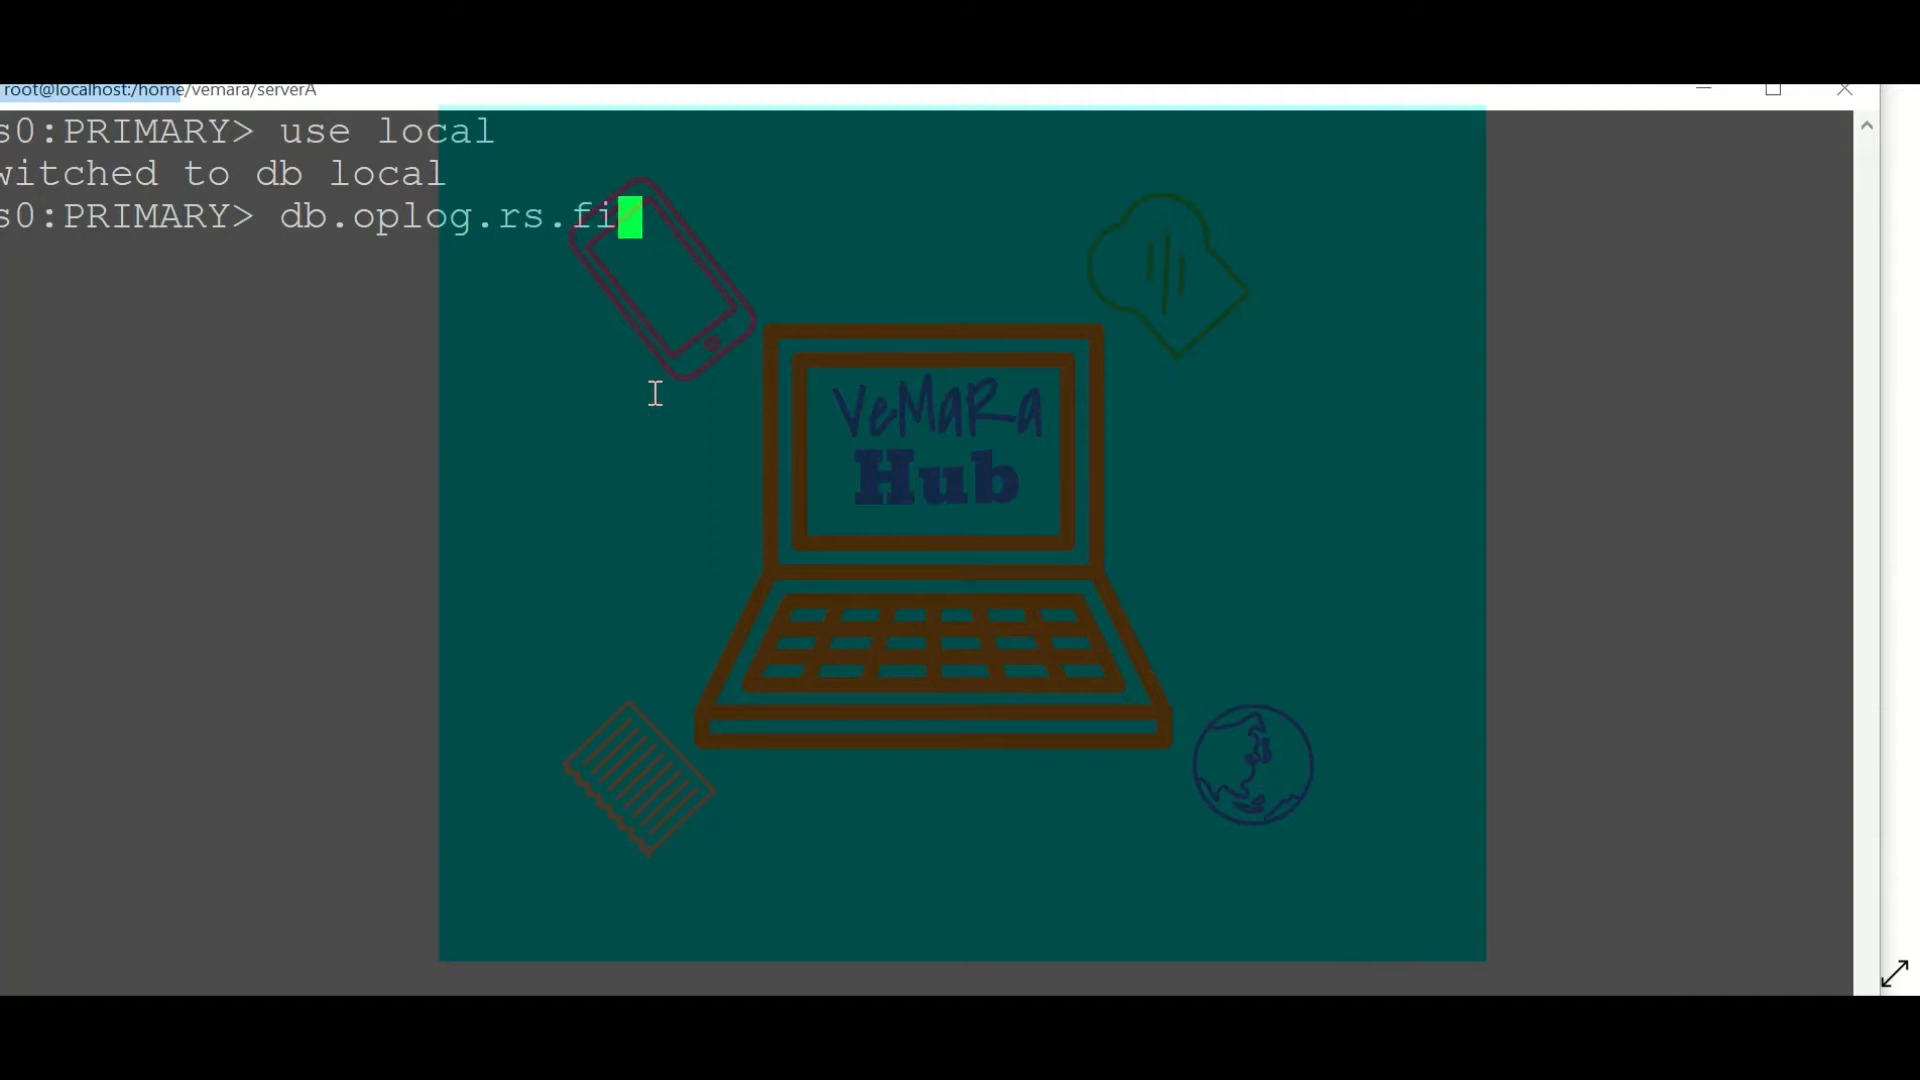 root@localhost:/home/vemara/serverA
s0:PRIMARY> use local
witched to db local
s0:PRIMARY> db.oplog.rs.fi
VeMaRa
Hub